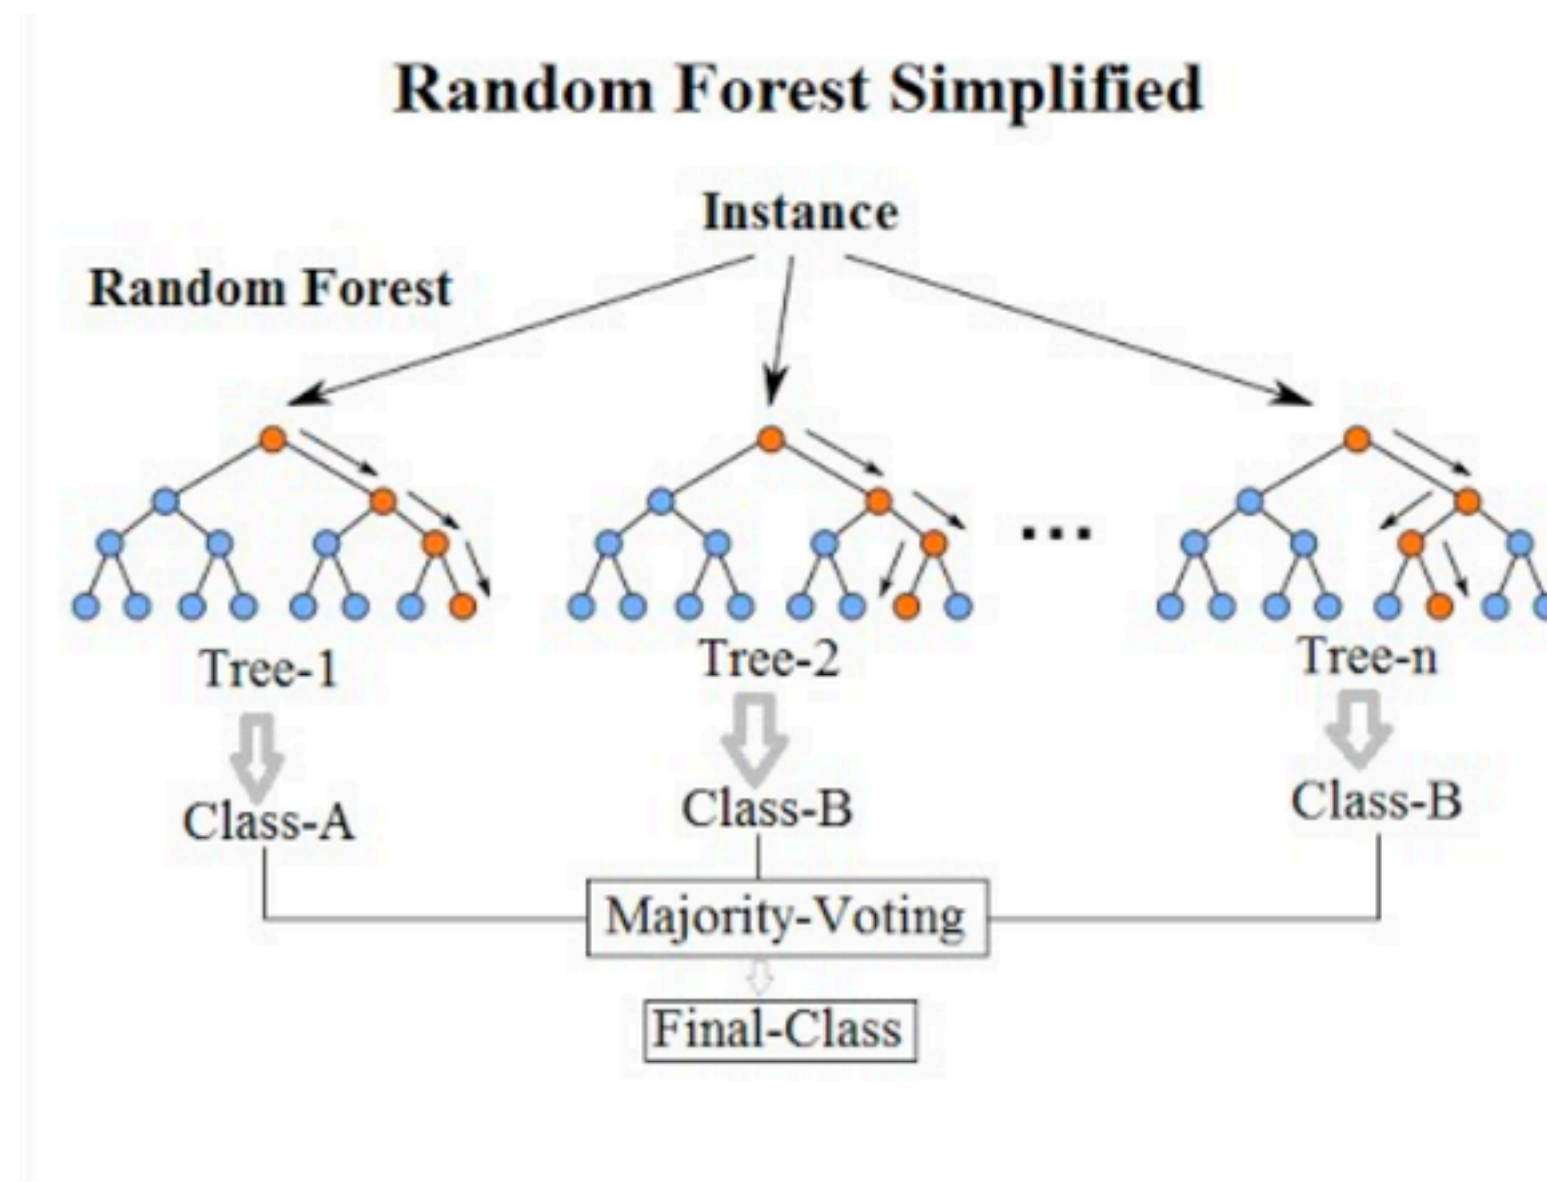 Random Forest Simplified
Instance
Random Forest
...
Tree-1
Tree-2
Tree-n
Class-A
Class-B
Class-B
Majority-Voting
Final-Class